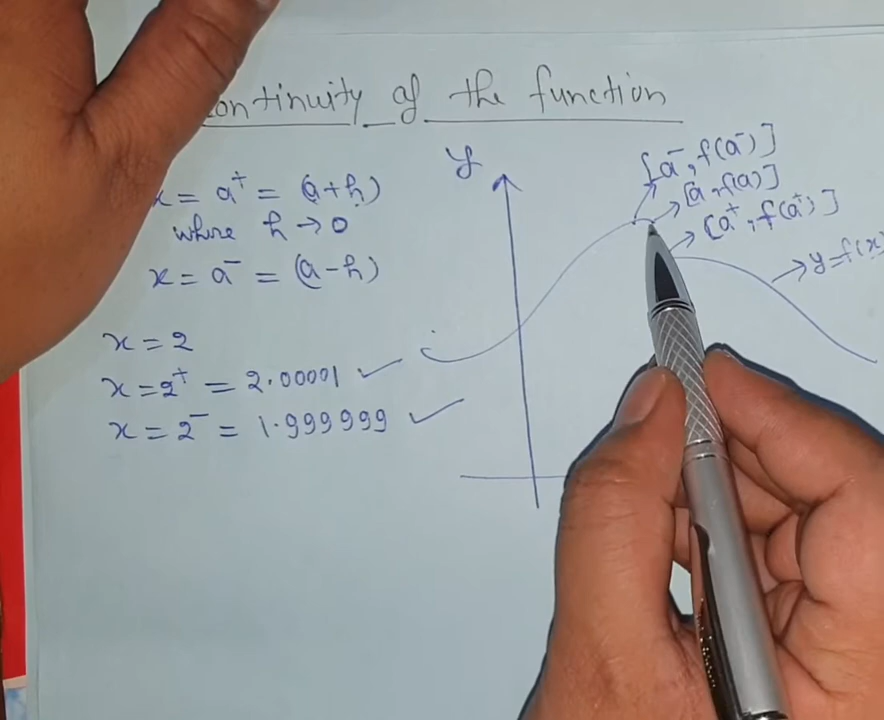 ontinuity of the function
x = a⁺ = (a+h)
where h → 0
x = a⁻ = (a-h)
x = 2
x = 2⁺ = 2.00001 ✓
x = 2⁻ = 1.999999 ✓
y
[a⁻, f(a⁻)]
[a, f(a)]
[a⁺, f(a⁺)]
y=f(x)